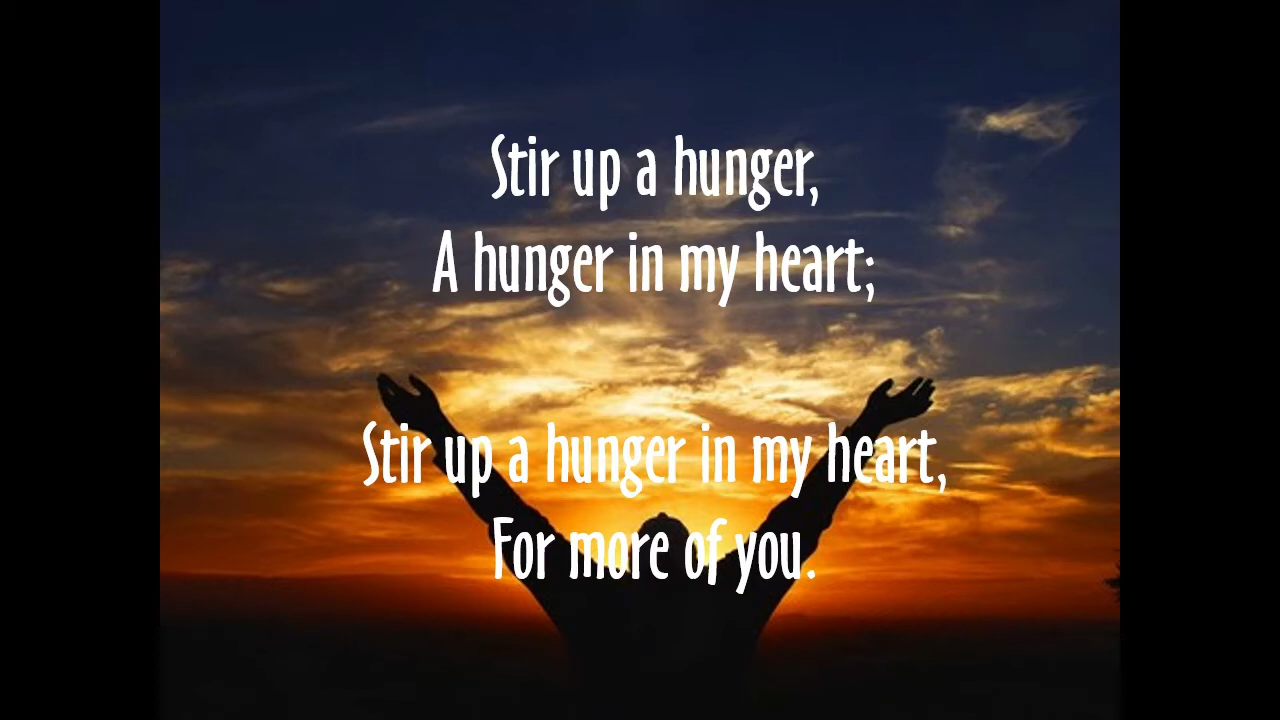 Stir up a hunger,
A hunger in my heart;
Stir up a hunger in my heart,
For more of you.